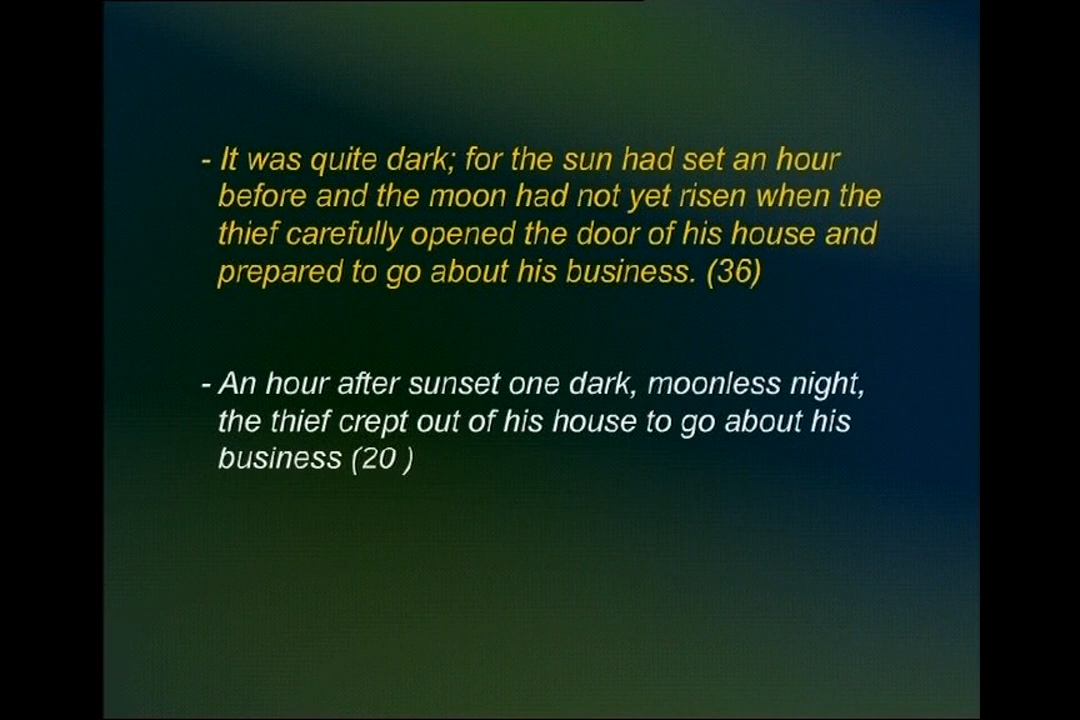 - It was quite dark; for the sun had set an hour
before and the moon had not yet risen when the
thief carefully opened the door of his house and
prepared to go about his business. (36)
- An hour after sunset one dark, moonless night,
the thief crept out of his house to go about his
business (20 )